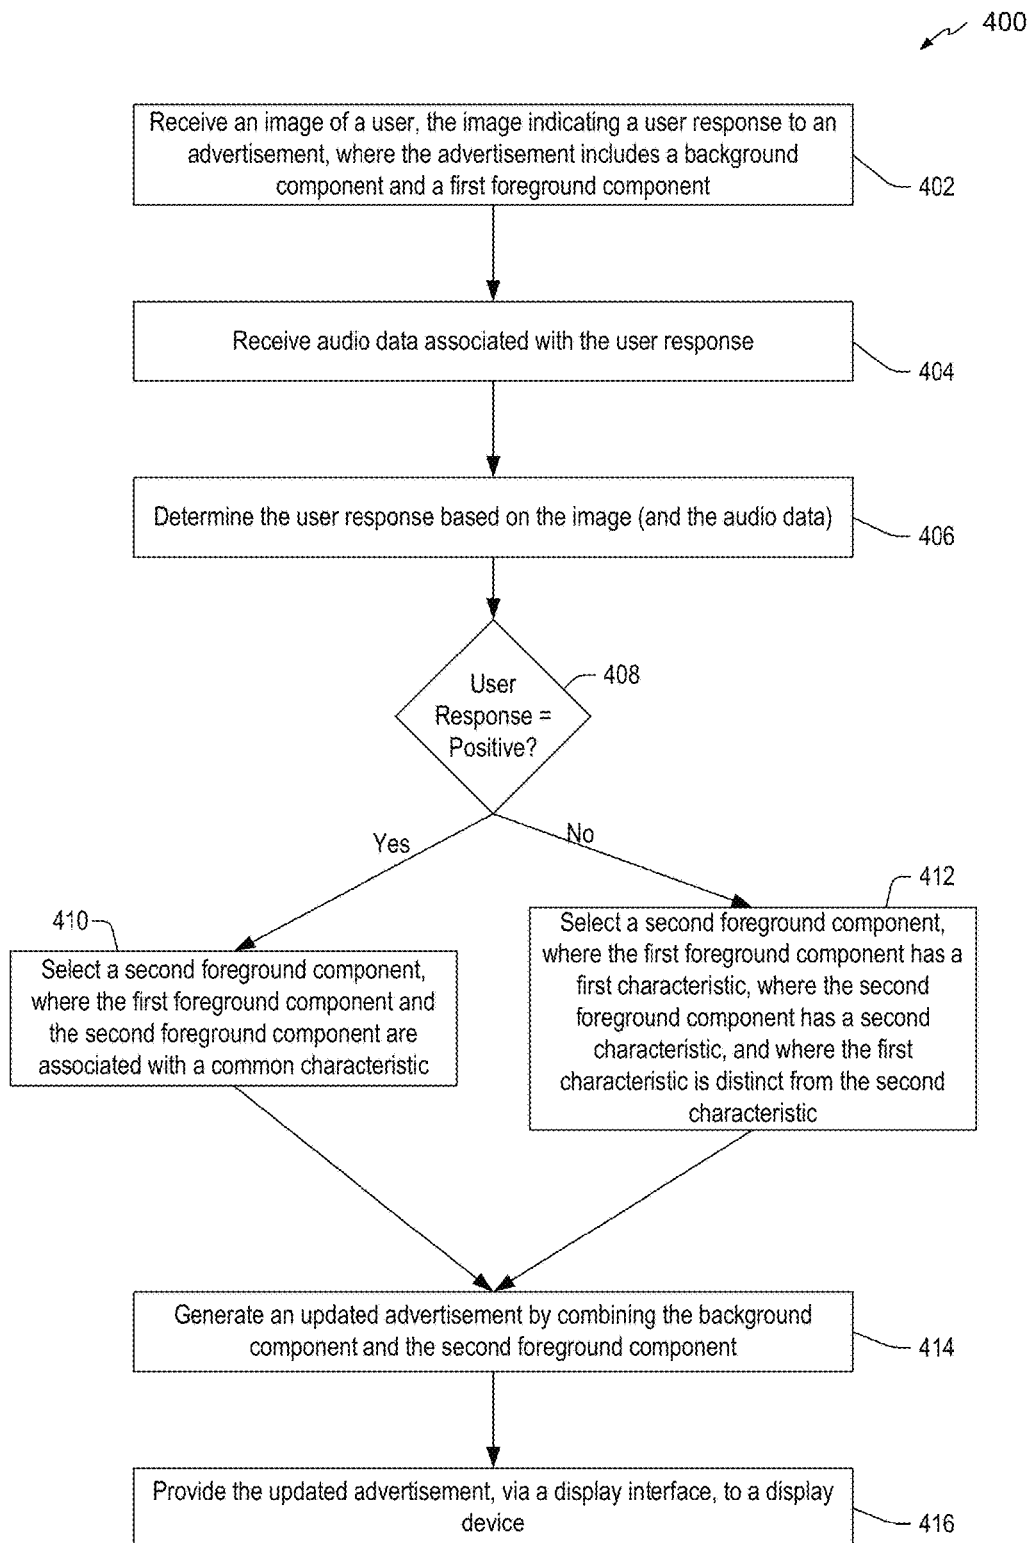 400
Receive an image of a user, the image indicating a user response to an
advertisement, where the advertisement includes a background
component and a first foreground component
402
Receive audio data associated with the user response
404
Determine the user response based on the image (and the audio data)
406
User
Response =
Positive?
408
Yes
No
410
Select a second foreground component,
where the first foreground component and
the second foreground component are
associated with a common characteristic
412
Select a second foreground component,
where the first foreground component has a
first characteristic, where the second
foreground component has a second
characteristic, and where the first
characteristic is distinct from the second
characteristic
Generate an updated advertisement by combining the background
component and the second foreground component
414
Provide the updated advertisement, via a display interface, to a display
device
416